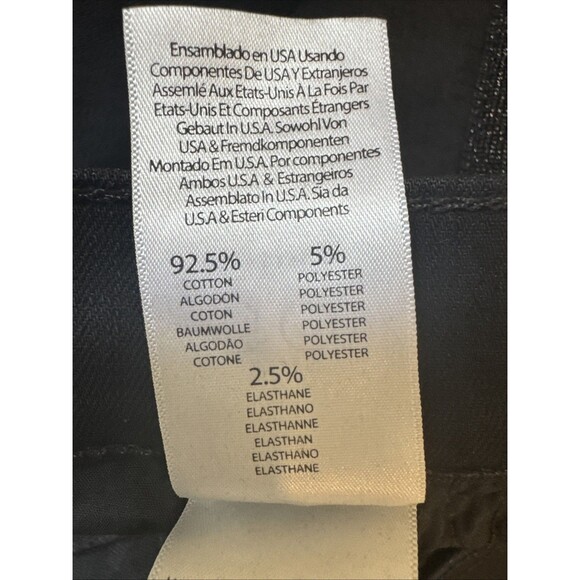 Ensamblado en USA Usando
Componentes De USA Y Extranjeros
Assemlé Aux Etats-Unis À La Fois Par
Etats-Unis Et Composants Étrangers
Gebaut In U.S.A. Sowohl Von
USA & Fremdkomponenten
Montado Em U.S.A. Por componentes
Ambos U.S.A & Estrangeiros
Assemblato In U.S.A. Sia da
U.S.A & Esteri Components
92.5%
COTTON
ALGODÓN
COTON
BAUMWOLLE
ALGODÃO
COTONE
5%
POLYESTER
POLYESTER
POLYESTER
POLYESTER
POLYESTER
POLYESTER
2.5%
ELASTHANE
ELASTHANO
ELASTHANNE
ELASTHAN
ELASTHANO
ELASTHANE